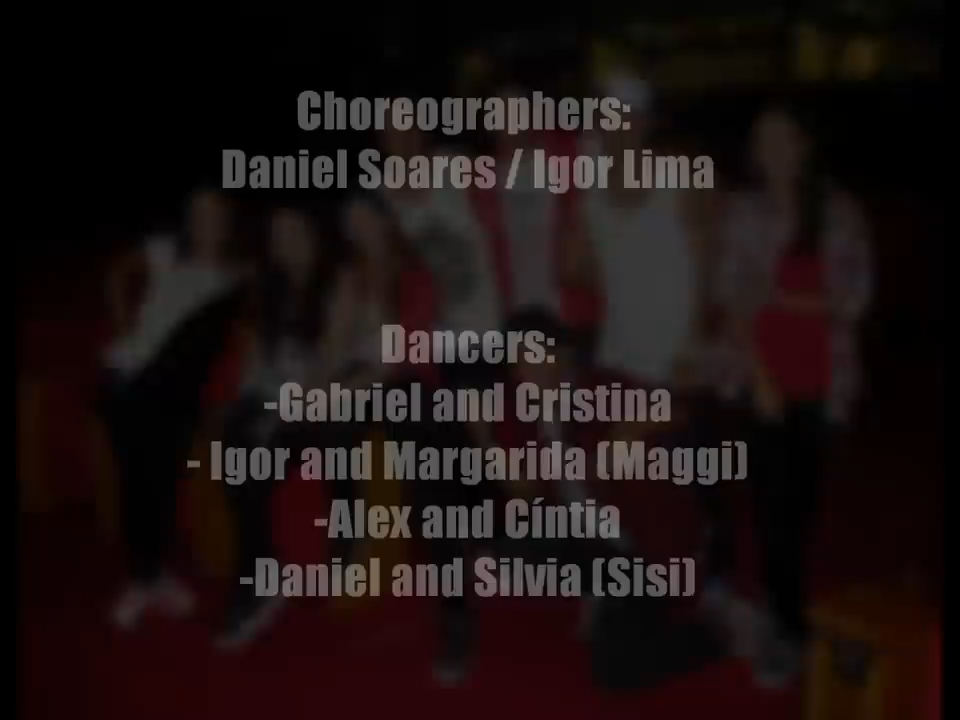 Choreographers:
Daniel Soares / Igor Lima
Dancers:
-Gabriel and Cristina
- Igor and Margarida (Maggi)
-Alex and Cíntia
-Daniel and Silvia (Sisi)